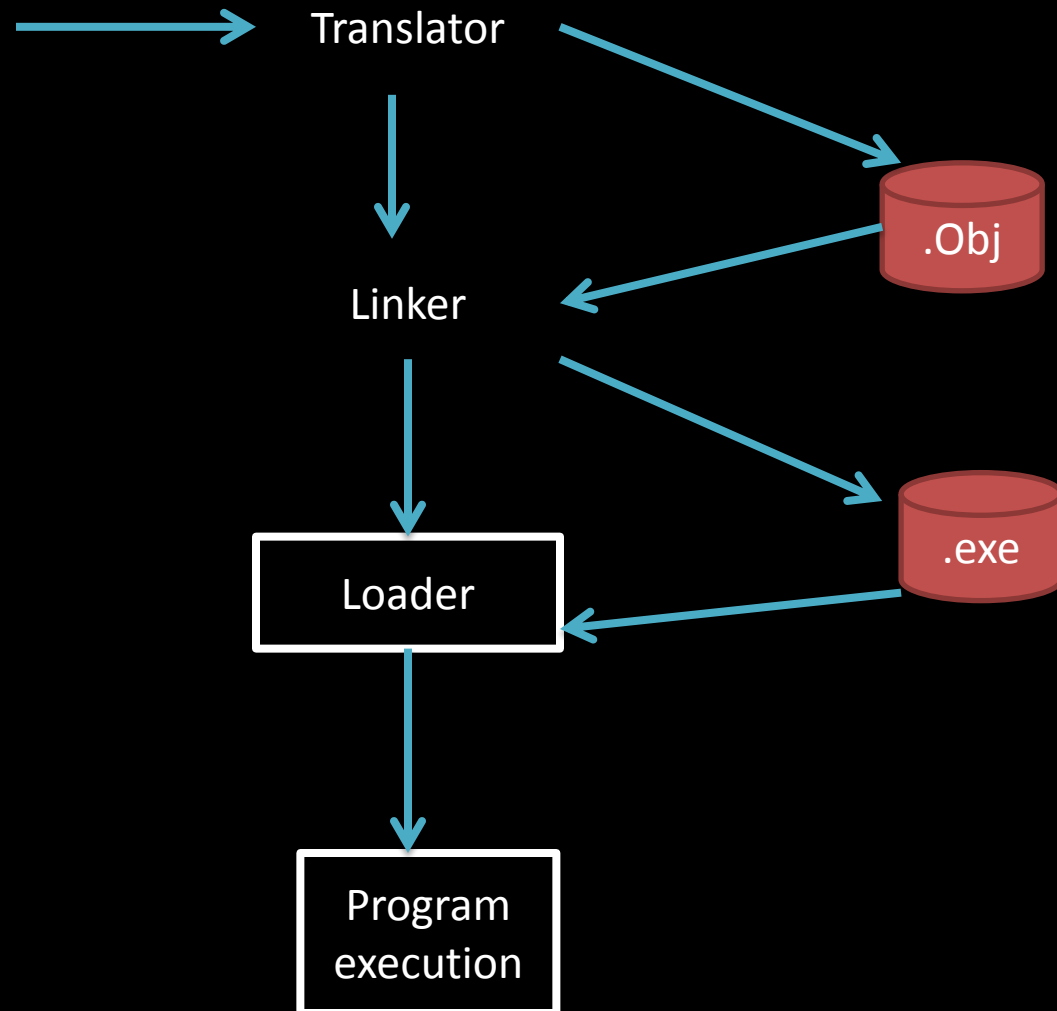 Translator
.Obj
Linker
.exe
Loader
Program
execution